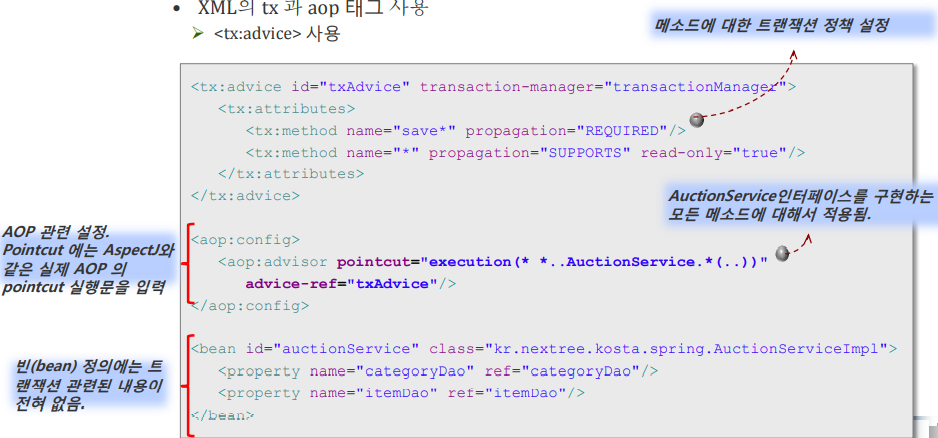 • XML의 tx 과 aop 태그 사용
➢ <tx:advice> 사용
메소드에 대한 트랜잭션 정책 설정
<tx:advice id="txAdvice" transaction-manager="transactionManager">
<tx:attributes>
<tx:method name="save*" propagation="REQUIRED"/>
<tx:method name="*" propagation="SUPPORTS" read-only="true"/>
</tx:attributes>
</tx:advice>
AuctionService인터페이스를 구현하는
모든 메소드에 대해서 적용됨.
AOP 관련 설정.
Pointcut 에는 AspectJ와
같은 실제 AOP 의
pointcut 실행문을 입력
<aop:config>
<aop:advisor pointcut="execution(* *..AuctionService.*(..))"
advice-ref="txAdvice"/>
</aop:config>
빈(bean) 정의에는 트
랜잭션 관련된 내용이
전혀 없음.
<bean id="auctionService" class="kr.nextree.kosta.spring.AuctionServiceImpl">
<property name="categoryDao" ref="categoryDao"/>
<property name="itemDao" ref="itemDao"/>
</bean>